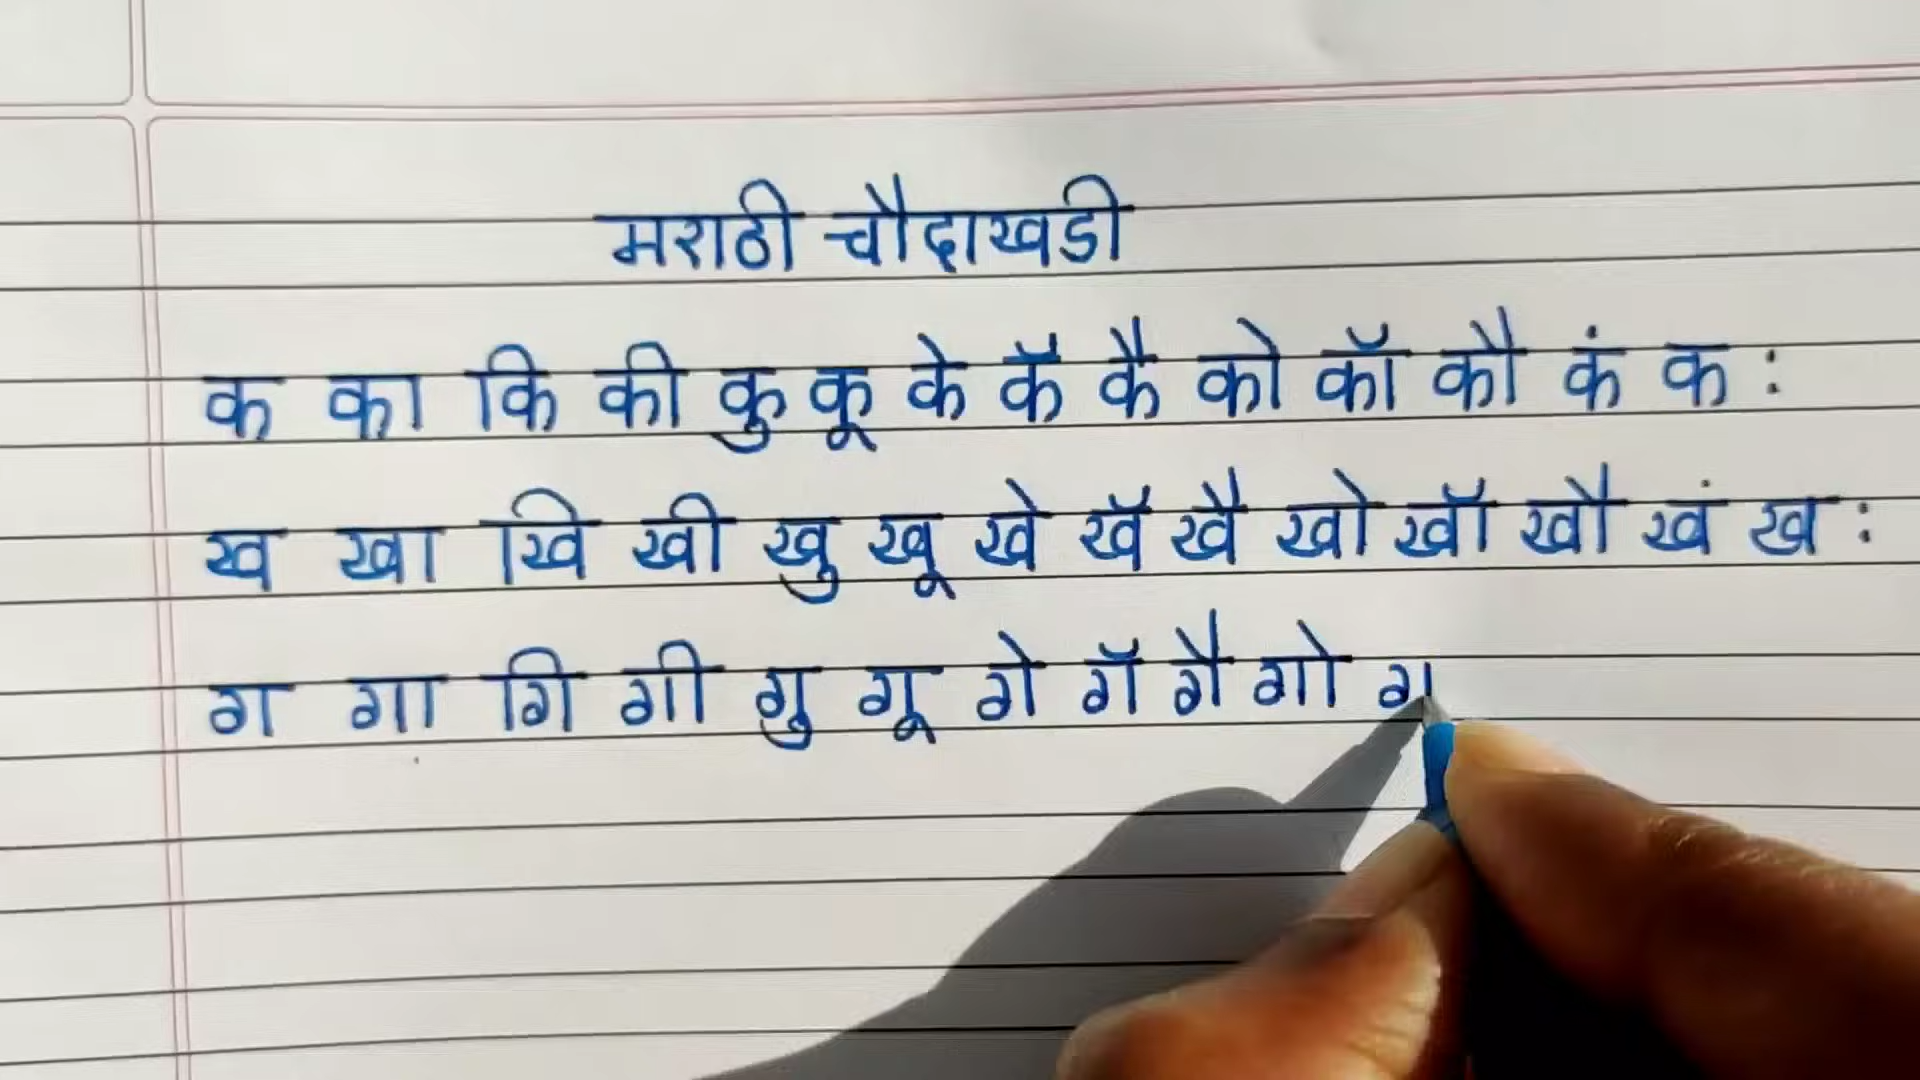 मराठी चौदाखडी
क का कि की कु कू के कॅ कै को कॉ कौ कं क:
ख खा खि खी खु खू खे खॅ खै खो खॉ खौ खं ख:
ग गा गि गी गु गू गे गॅ गै गो ग